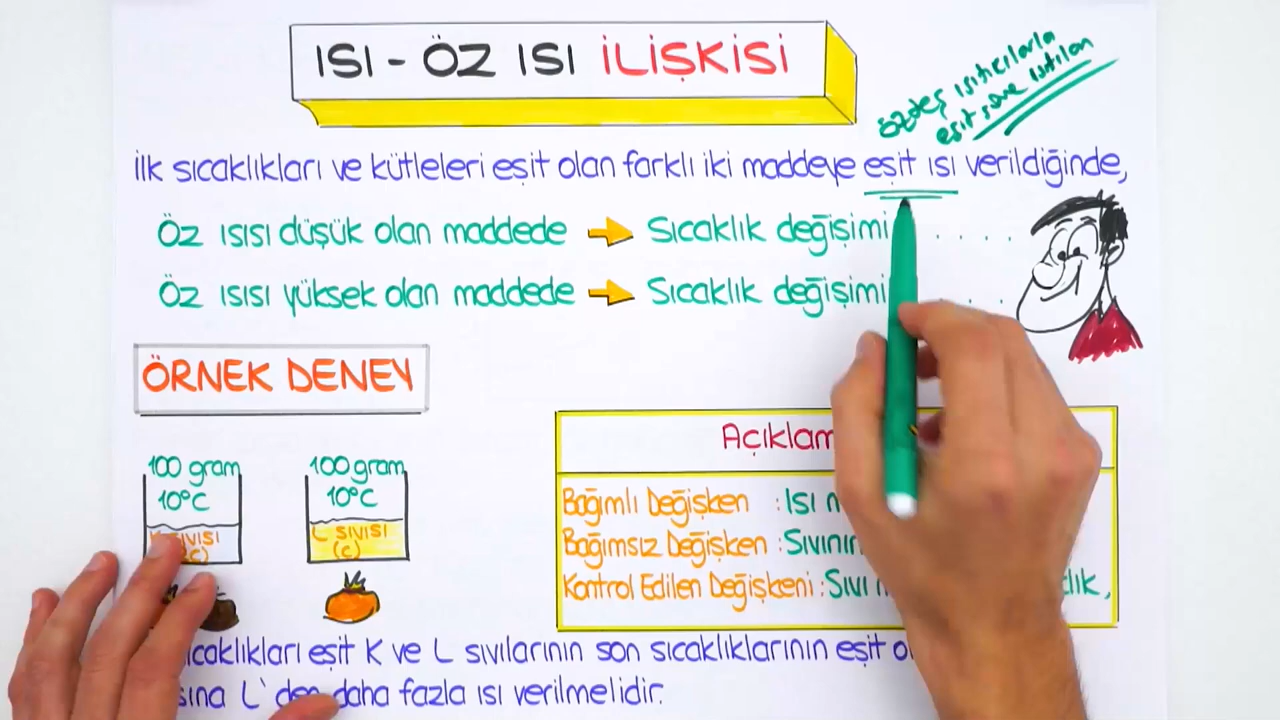 ISI - ÖZ ISI İLİŞKİSİ
özdeş ısıtıcılarla
eşit süre ısıtılan
İlk sıcaklıkları ve kütleleri eşit olan farklı iki maddeye eşit ısı verildiğinde,
Öz ısısı düşük olan maddede → Sıcaklık değişimi ....
Öz ısısı yüksek olan maddede → Sıcaklık değişimi ...
ÖRNEK DENEY
100 gram
10°C
100 gram
10°C
L SIVISI
(c)
Açıklam
Bağımlı Değişken : Isı
Bağımsız Değişken : Sıvının
Kontrol Edilen Değişkeni : Sıvı
ıcaklıkları eşit K ve L sıvılarının son sıcaklıklarının eşit
sına L'den daha fazla ısı verilmelidir.